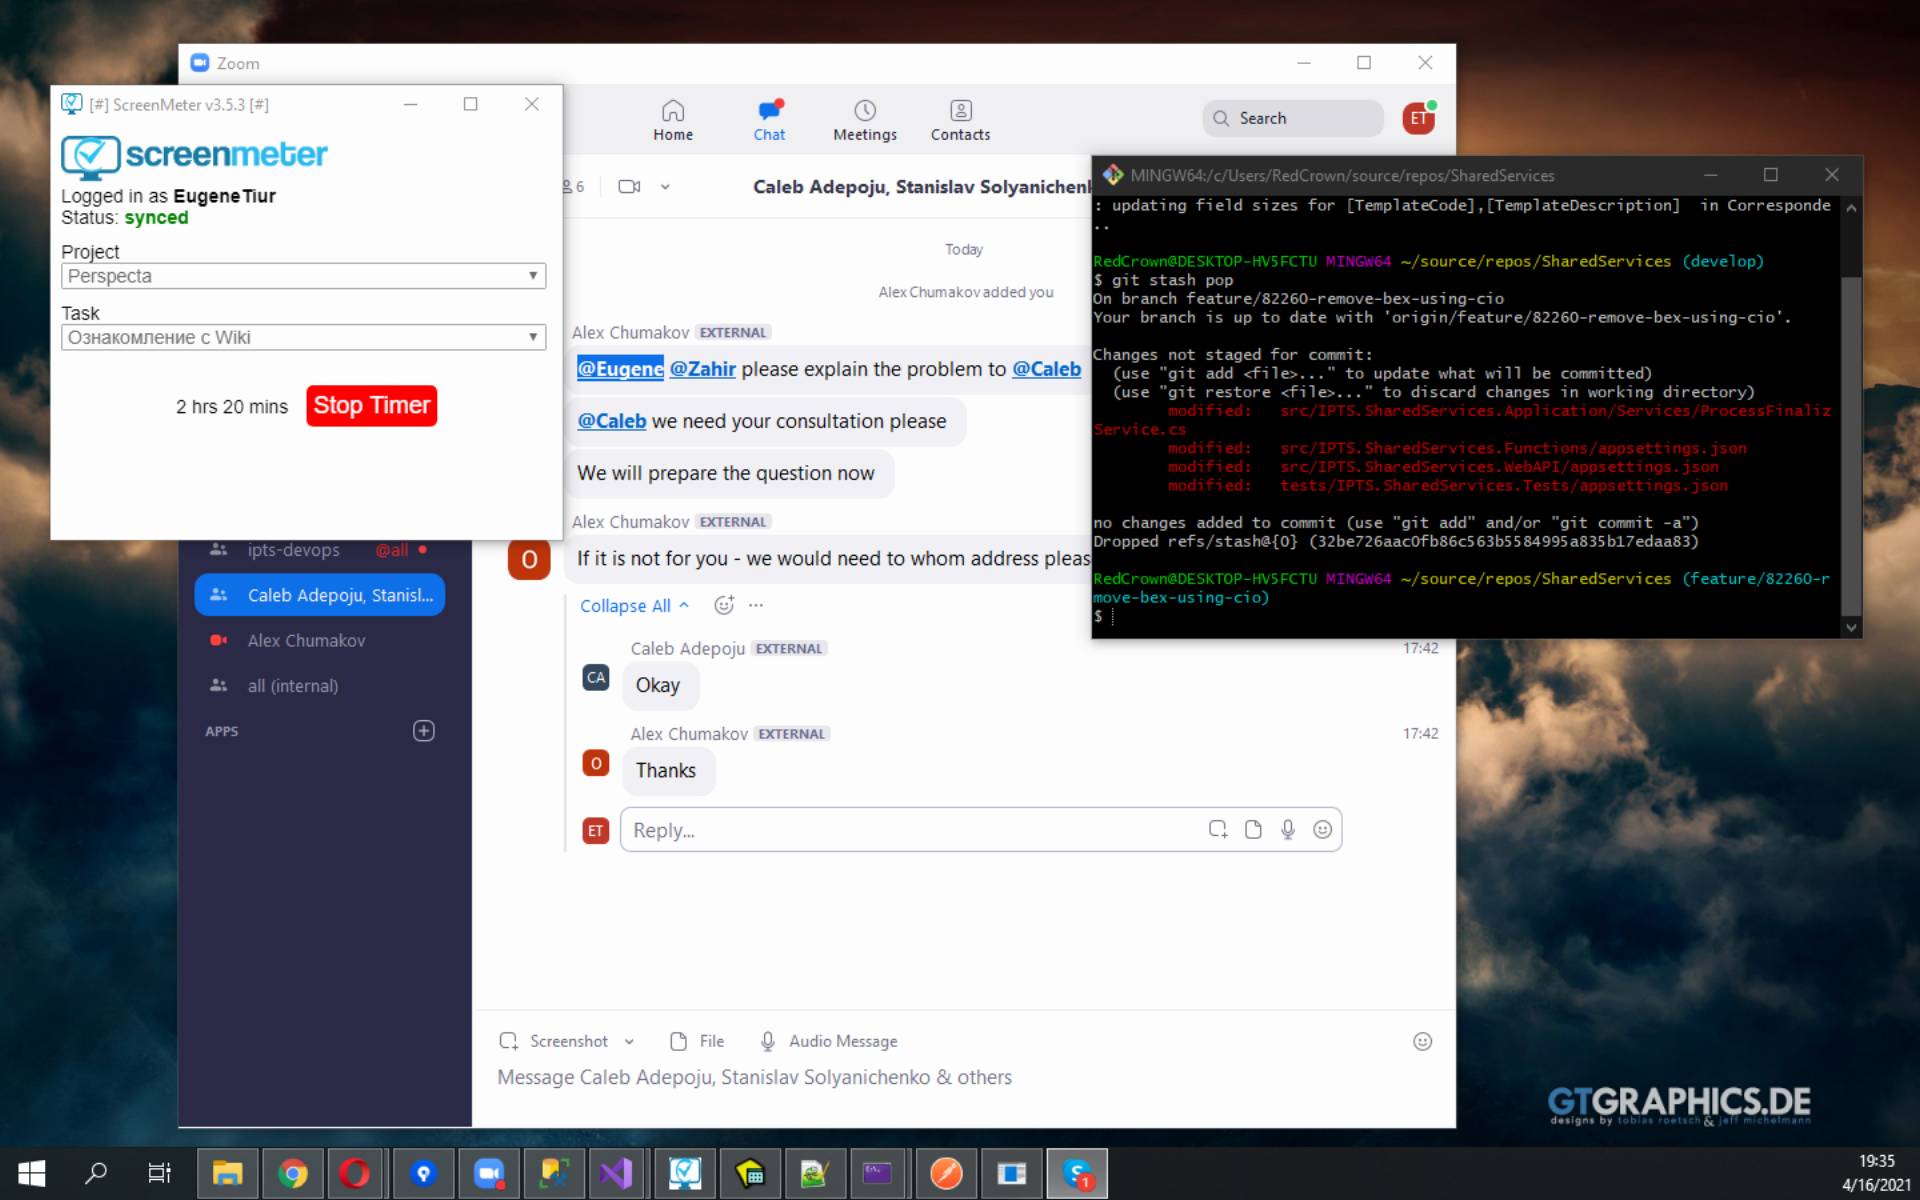 Zoom
Home
Chat
Meetings
Contacts
Search
ET
[#] ScreenMeter v3.5.3 [#]
screenmeter
Logged in as EugeneTiur
Status: synced
Project
Perspecta
Task
Ознакомление с Wiki
2 hrs 20 mins
Stop Timer
ipts-devops @all
Caleb Adepoju, Stanisl...
Alex Chumakov
all (internal)
APPS
6
Caleb Adepoju, Stanislav Solyanichen
Today
Alex Chumakov added you
Alex Chumakov EXTERNAL
@Eugene @Zahir please explain the problem to @Caleb
@Caleb we need your consultation please
We will prepare the question now
Alex Chumakov EXTERNAL
O
If it is not for you - we would need to whom address pleas
Collapse All
Caleb Adepoju EXTERNAL 17:42
CA
Okay
Alex Chumakov EXTERNAL 17:42
O
Thanks
ET
Reply...
Screenshot
File
Audio Message
Message Caleb Adepoju, Stanislav Solyanichenko & others
MINGW64:/c/Users/RedCrown/source/repos/SharedServices
: updating field sizes for [TemplateCode],[TemplateDescription]  in Corresponde
..
RedCrown@DESKTOP-HV5FCTU MINGW64 ~/source/repos/SharedServices (develop)
$ git stash pop
On branch feature/82260-remove-bex-using-cio
Your branch is up to date with 'origin/feature/82260-remove-bex-using-cio'.
Changes not staged for commit:
(use "git add <file>..." to update what will be committed)
(use "git restore <file>..." to discard changes in working directory)
modified:   src/IPTS.SharedServices.Application/Services/ProcessFinaliz
Service.cs
modified:   src/IPTS.SharedServices.Functions/appsettings.json
modified:   src/IPTS.SharedServices.WebAPI/appsettings.json
modified:   tests/IPTS.SharedServices.Tests/appsettings.json
no changes added to commit (use "git add" and/or "git commit -a")
Dropped refs/stash@{0} (32be726aac0fb86c563b5584995a835b17edaa83)
RedCrown@DESKTOP-HV5FCTU MINGW64 ~/source/repos/SharedServices (feature/82260-r
move-bex-using-cio)
$
GTGRAPHICS.DE
designs by tobias roetsch & jeff michelmann
1
19:35
4/16/2021